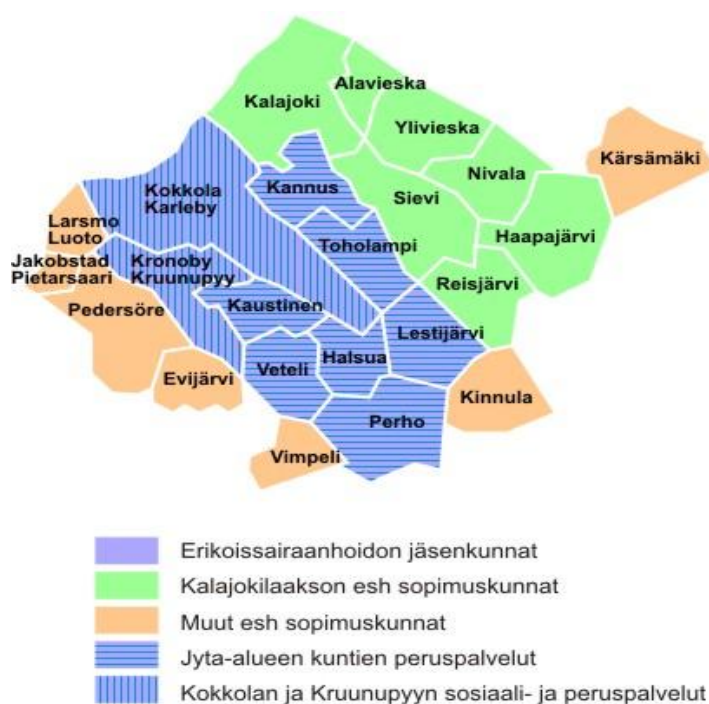 Alavieska
Kalajoki
Ylivieska
Kärsämäki
Nivala
Kannus
Kokkola
Karleby
Sievi
Larsmo
Luoto
Haapajärvi
Toholampi
Jakobstad
Pietarsaari
Kronoby
Kruunupyy
Reisjärvi
Kaustinen
Pedersöre
Lestijärvi
Halsua
Veteli
Evijärvi
Kinnula
Perho
Vimpeli
Erikoissairaanhoidon jäsenkunnat
Kalajokilaakson esh sopimuskunnat
Muut esh sopimuskunnat
Jyta-alueen kuntien peruspalvelut
Kokkolan ja Kruunupyyn sosiaali- ja peruspalvelut